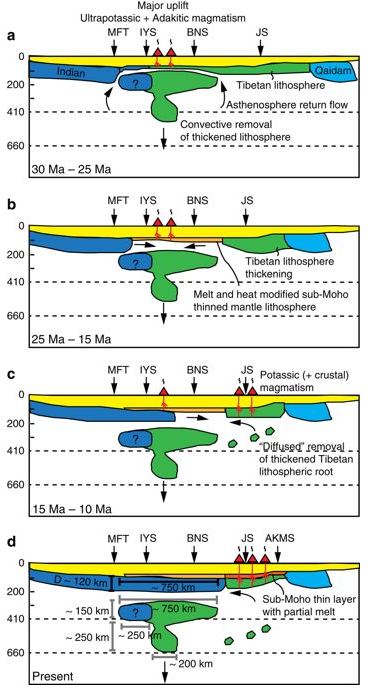 Major uplift
Ultrapotassic + Adakitic magmatism
a
MFT IYS BNS JS
0
200
410
660
Indian
Qaidam
?
Tibetan lithosphere
Asthenosphere return flow
Convective removal
of thickened lithosphere
30 Ma – 25 Ma
b
MFT IYS BNS JS
0
200
410
660
?
Tibetan lithosphere
thickening
Melt and heat modified sub-Moho
thinned mantle lithosphere
25 Ma – 15 Ma
c
MFT IYS BNS JS
Potassic (+ crustal)
magmatism
0
200
410
660
?
"Diffused" removal
of thickened Tibetan
lithospheric root
15 Ma – 10 Ma
d
MFT IYS BNS JS AKMS
0
200
410
660
D ~ 120 km
~ 750 km
~ 150 km
?
~ 750 km
Sub-Moho thin layer
with partial melt
~ 250 km
~ 250 km
~ 200 km
Present